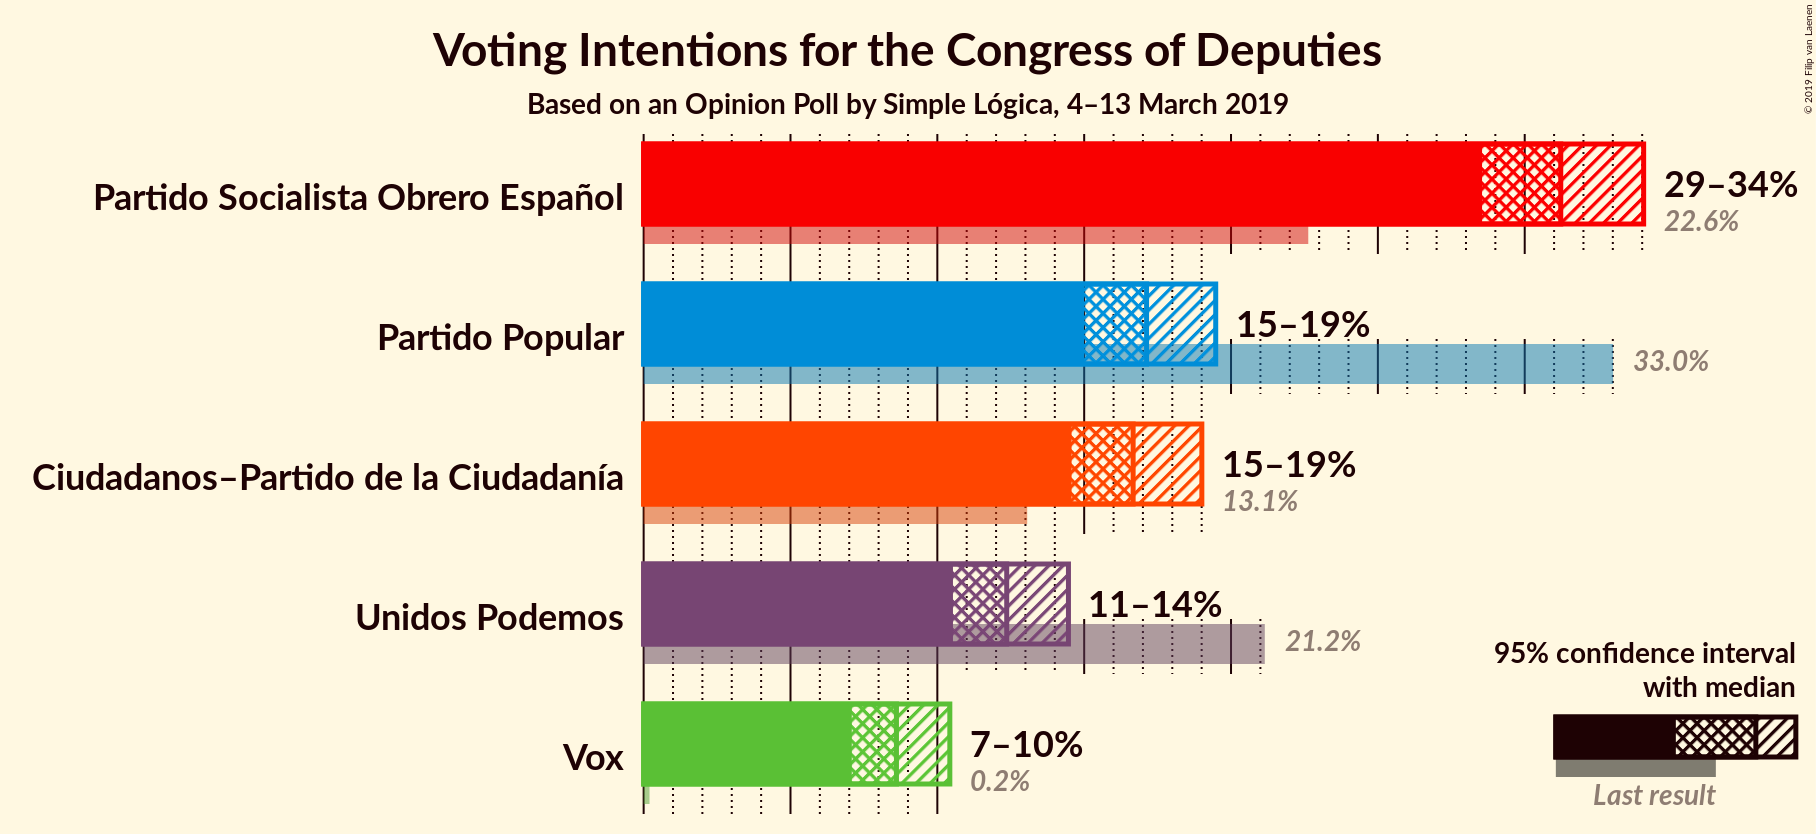 Voting Intentions for the Congress of Deputies
Based on an Opinion Poll by Simple Lógica, 4–13 March 2019
© 2019 Filip van Laenen
Partido Socialista Obrero Español
29–34%
22.6%
Partido Popular
15–19%
33.0%
Ciudadanos–Partido de la Ciudadanía
15–19%
13.1%
Unidos Podemos
11–14%
21.2%
Vox
7–10%
0.2%
95% confidence interval
with median
Last result